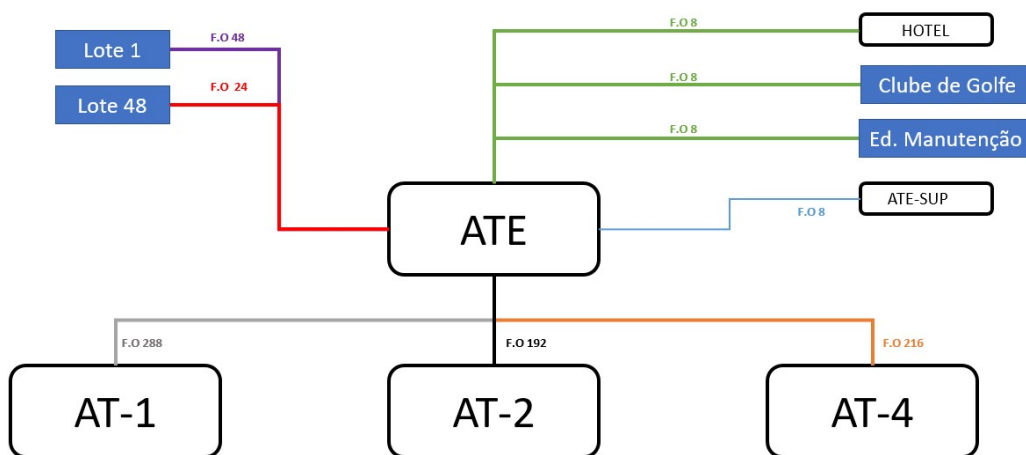 F.O 8
HOTEL
Lote 1
F.O 48
F.O 8
Clube de Golfe
Lote 48
F.O 24
F.O 8
Ed. Manutenção
ATE
F.O 8
ATE-SUP
F.O 288
F.O 192
F.O 216
AT-1
AT-2
AT-4